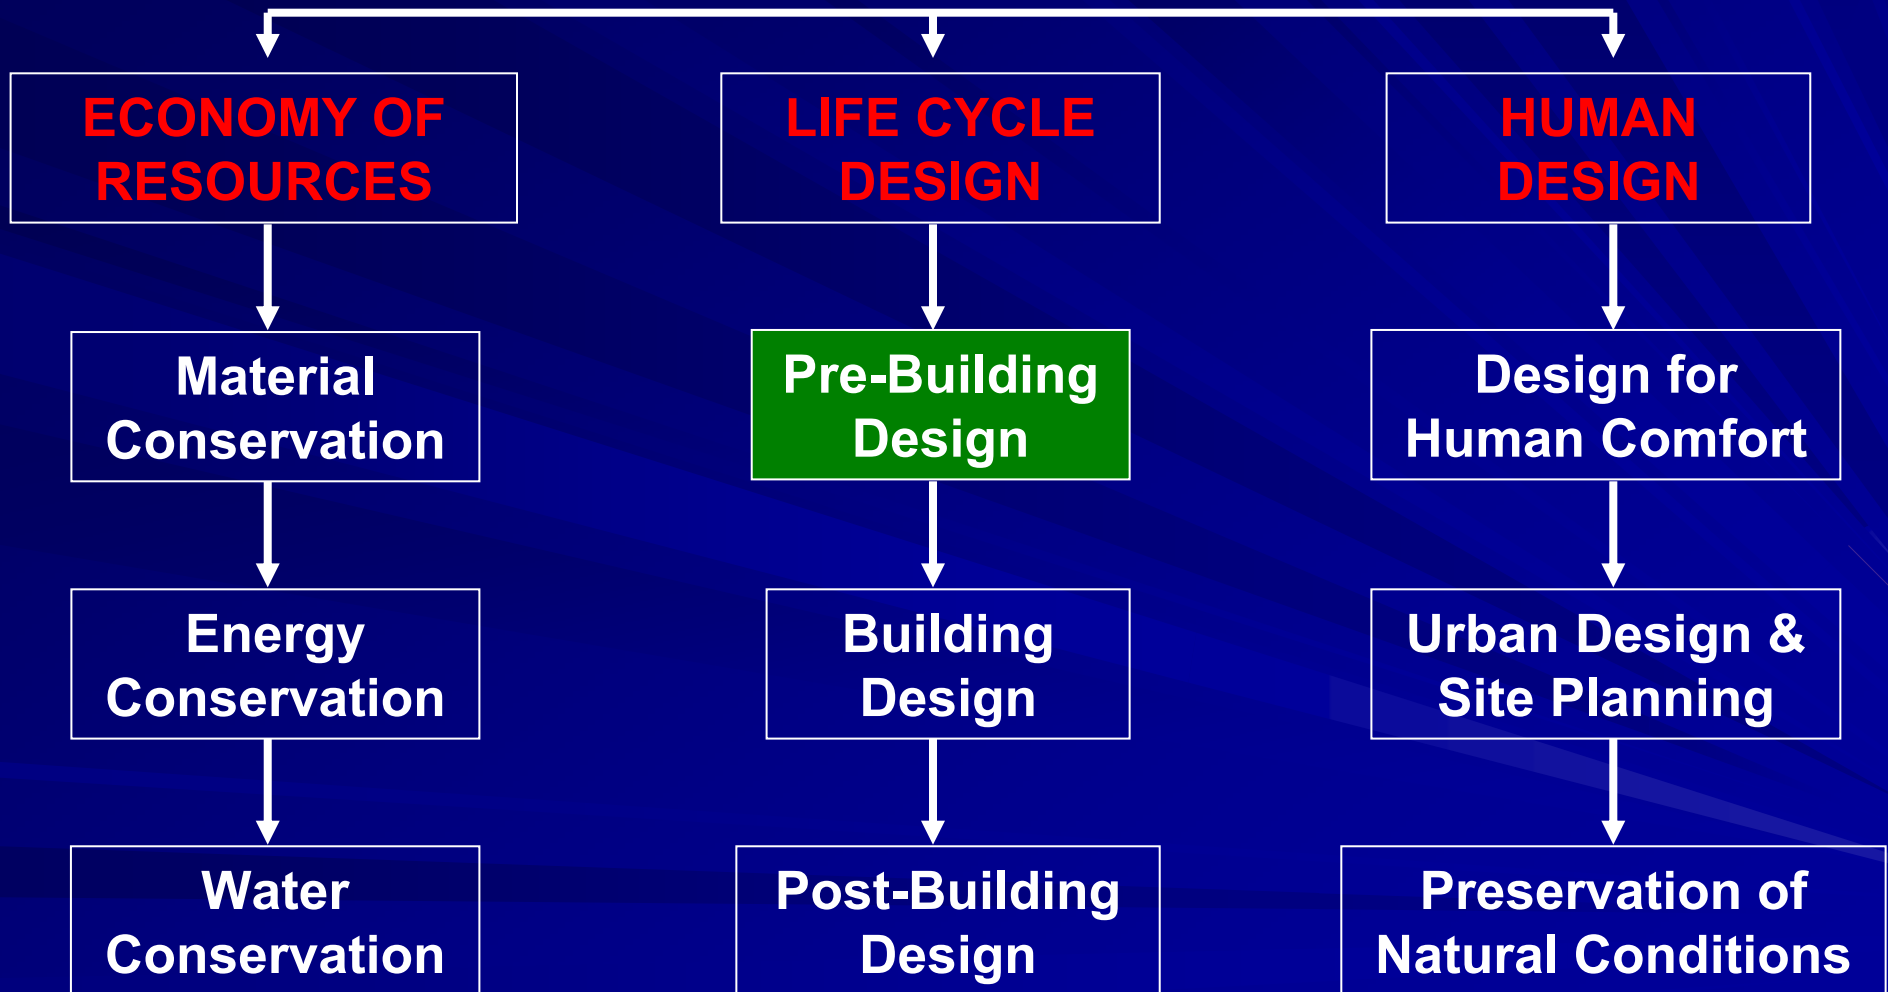 ECONOMY OF
RESOURCES
LIFE CYCLE
DESIGN
HUMAN
DESIGN
Material
Conservation
Pre-Building
Design
Design for
Human Comfort
Energy
Conservation
Building
Design
Urban Design &
Site Planning
Water
Conservation
Post-Building
Design
Preservation of
Natural Conditions